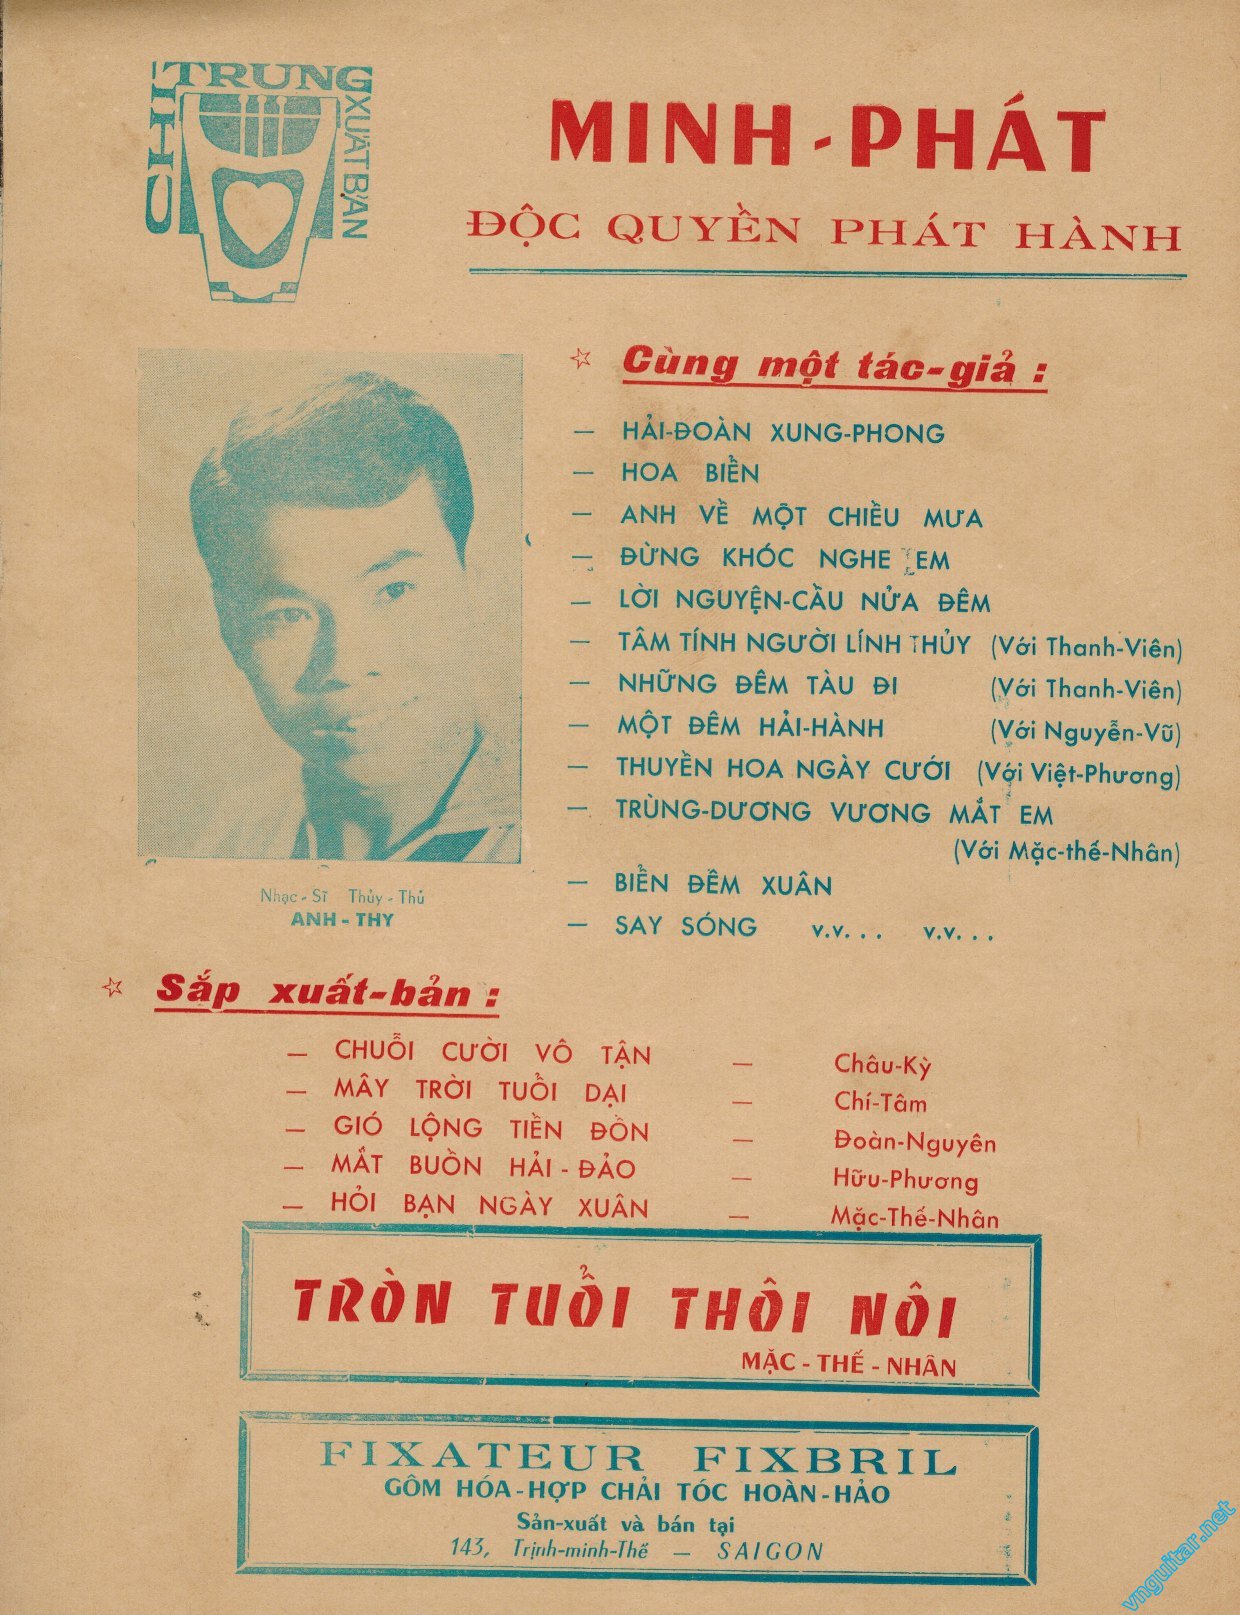 CHÍ TRUNG XUẤT BẢN
MINH - PHÁT
ĐỘC QUYỀN PHÁT HÀNH
☆ Cùng một tác-giả :
— HẢI-ĐOÀN XUNG-PHONG
— HOA BIỂN
— ANH VỀ MỘT CHIỀU MƯA
— ĐỪNG KHÓC NGHE EM
— LỜI NGUYỆN-CẦU NỬA ĐÊM
— TÂM TÍNH NGƯỜI LÍNH THỦY (Với Thanh-Viên)
— NHỮNG ĐÊM TÀU ĐI (Với Thanh-Viên)
— MỘT ĐÊM HẢI-HÀNH (Với Nguyễn-Vũ)
— THUYỀN HOA NGÀY CƯỚI (Với Việt-Phương)
— TRÙNG-DƯƠNG VƯƠNG MẮT EM
(Với Mặc-thế-Nhân)
— BIỂN ĐÊM XUÂN
— SAY SÓNG v.v. . . v.v. . .
Nhạc - Sĩ Thủy - Thủ
ANH - THY
☆ Sắp xuất-bản :
— CHUỖI CƯỜI VÔ TẬN — Châu-Kỳ
— MÂY TRỜI TUỔI DẠI — Chí-Tâm
— GIÓ LỘNG TIỀN ĐỒN — Đoàn-Nguyên
— MẮT BUỒN HẢI - ĐẢO — Hữu-Phương
— HỎI BẠN NGÀY XUÂN — Mặc-Thế-Nhân
TRÒN TUỔI THÔI NÔI
MẶC - THẾ - NHÂN
FIXATEUR FIXBRIL
GÔM HÓA - HỢP CHẢI TÓC HOÀN - HẢO
Sản-xuất và bán tại
143, Trịnh-minh-Thế — SAIGON
vnguitar.net